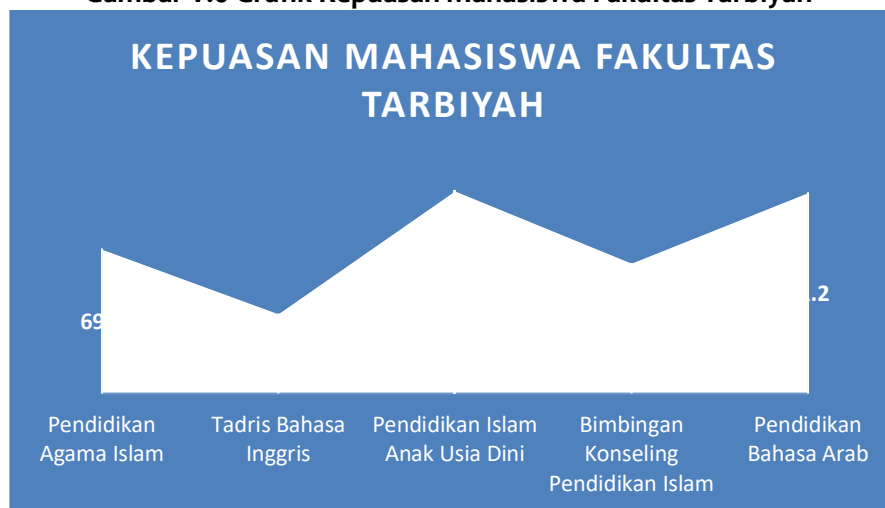 KEPUASAN MAHASISWA FAKULTAS
TARBIYAH
69
.2
Pendidikan
Agama Islam
Tadris Bahasa
Inggris
Pendidikan Islam
Anak Usia Dini
Bimbingan
Konseling
Pendidikan Islam
Pendidikan
Bahasa Arab